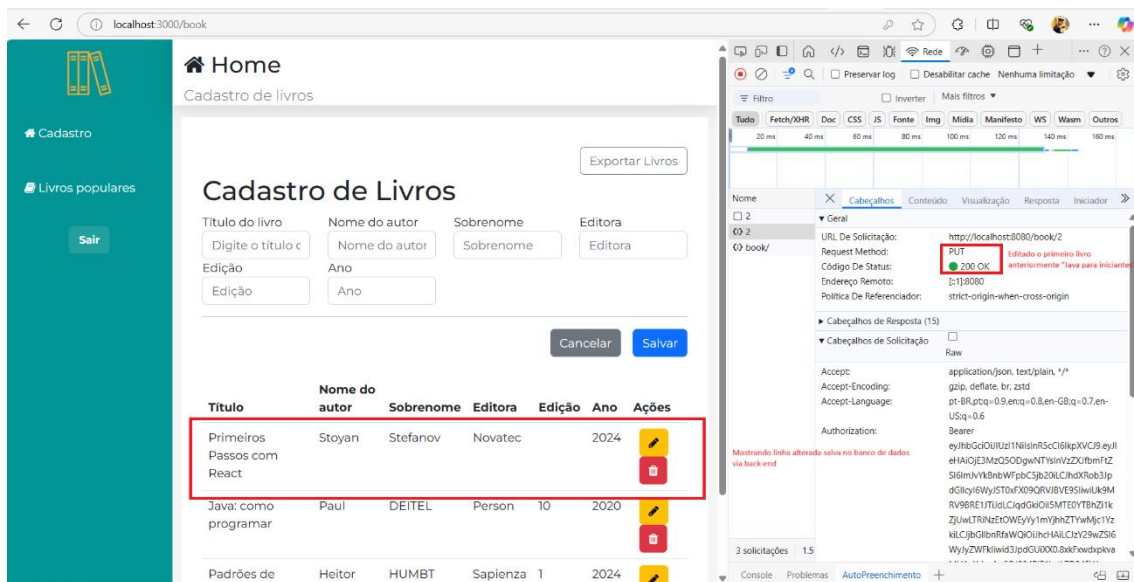 localhost:3000/book
Home
Cadastro de livros
Cadastro
Livros populares
Sair
Exportar Livros
Cadastro de Livros
Título do livro Nome do autor Sobrenome Editora
Digite o título c Nome do autor Sobrenome Editora
Edição Ano
Edição Ano
Cancelar Salvar
Título Nome do autor Sobrenome Editora Edição Ano Ações
Primeiros Stoyan Stefanov Novatec 2024
Passos com
React
Java: como Paul DEITEL Person 10 2020
programar
Padrões de Heitor HUMBT Sapienza 1 2024
Rede
Preservar log Desabilitar cache Nenhuma limitação
Filtro Inverter Mais filtros
Tudo Fetch/XHR Doc CSS JS Fonte Img Mídia Manifesto WS Wasm Outros
20 ms 40 ms 60 ms 80 ms 100 ms 120 ms 140 ms 160 ms
Nome Cabeçalhos Conteúdo Visualização Resposta Iniciador
2
2
book/
Geral
URL De Solicitação: http://localhost:8080/book/2
Request Method: PUT
Código De Status: 200 OK
Editado o primeiro livro
anteriormente "Java para iniciantes
Endereço Remoto: [::1]:8080
Política De Referenciador: strict-origin-when-cross-origin
Cabeçalhos de Resposta (15)
Cabeçalhos de Solicitação
Raw
Accept: application/json, text/plain, */*
Accept-Encoding: gzip, deflate, br, zstd
Accept-Language: pt-BR,pt;q=0.9,en;q=0.8,en-GB;q=0.7,en-
US;q=0.6
Authorization: Bearer
Mostrando linha alterada salva no banco de dados
via back-end
3 solicitações 1.5
Console Problemas AutoPreenchimento